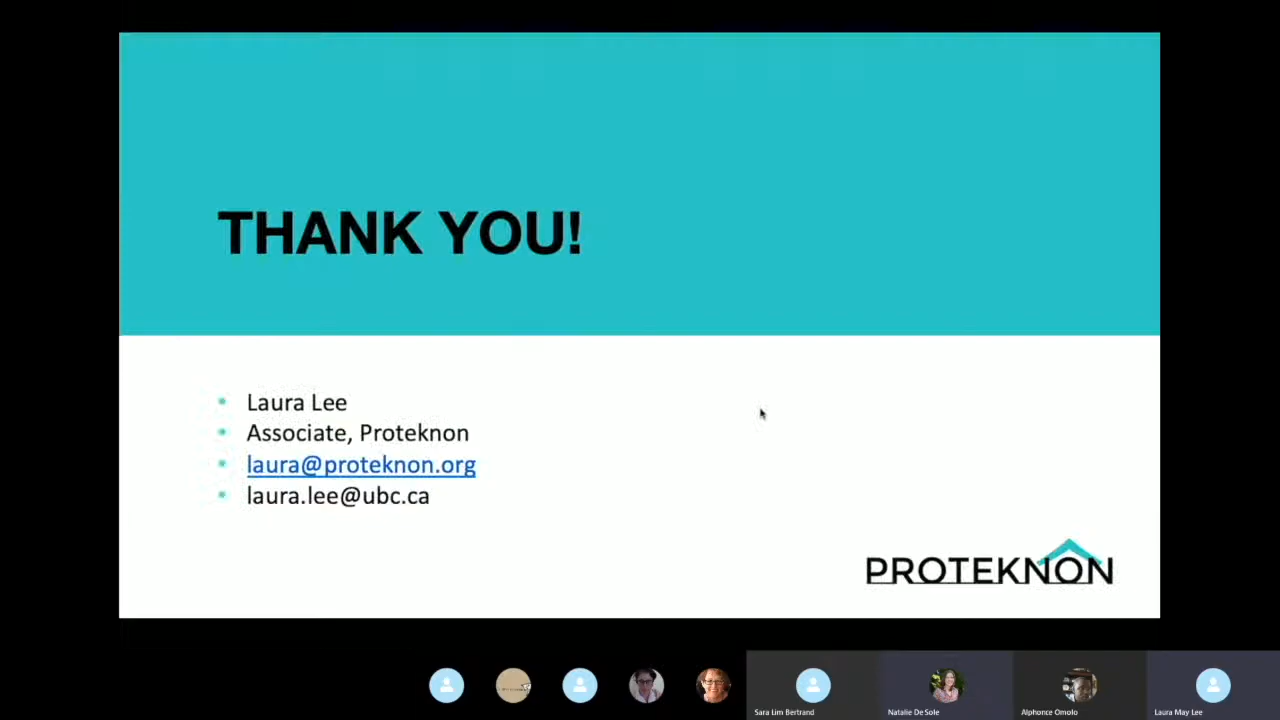 THANK YOU!
Laura Lee
Associate, Proteknon
laura@proteknon.org
laura.lee@ubc.ca
PROTEKNON
Sara Lim Bertrand
Natalie De Sole
Alphonce Omolo
Laura May Lee